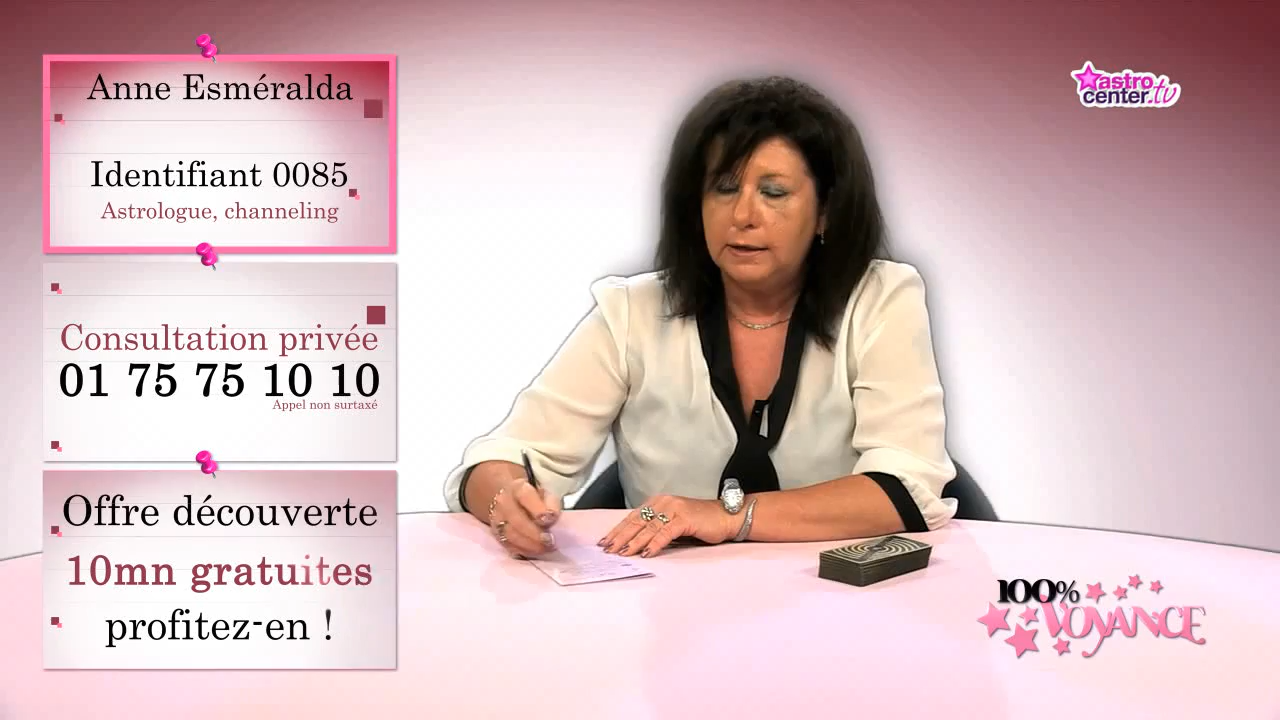 Anne Esméralda
Identifiant 0085
Astrologue, channeling
Consultation privée
01 75 75 10 10
Appel non surtaxé
Offre découverte
10mn gratuites
profitez-en !
astro
center.tv
100%
VOYANCE